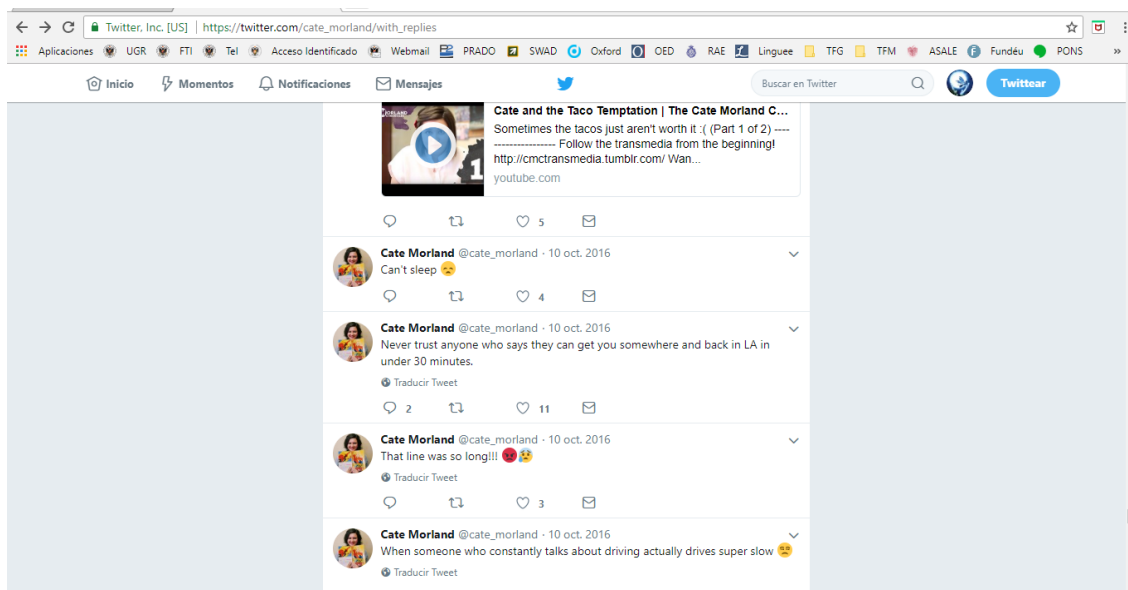 Twitter, Inc. [US] | https://twitter.com/cate_morland/with_replies
Aplicaciones UGR FTI Tel Acceso Identificado Webmail PRADO SWAD Oxford OED RAE Linguee TFG TFM ASALE Fundéu PONS »
Inicio Momentos Notificaciones Mensajes Buscar en Twitter Twittear
Cate and the Taco Temptation | The Cate Morland C...
Sometimes the tacos just aren't worth it :( (Part 1 of 2) ----
---------------- Follow the transmedia from the beginning!
http://cmctransmedia.tumblr.com/ Wan...
youtube.com
5
Cate Morland @cate_morland · 10 oct. 2016
Can't sleep 😞
4
Cate Morland @cate_morland · 10 oct. 2016
Never trust anyone who says they can get you somewhere and back in LA in
under 30 minutes.
Traducir Tweet
2 11
Cate Morland @cate_morland · 10 oct. 2016
That line was so long!!! 😡😰
Traducir Tweet
3
Cate Morland @cate_morland · 10 oct. 2016
When someone who constantly talks about driving actually drives super slow 😒
Traducir Tweet